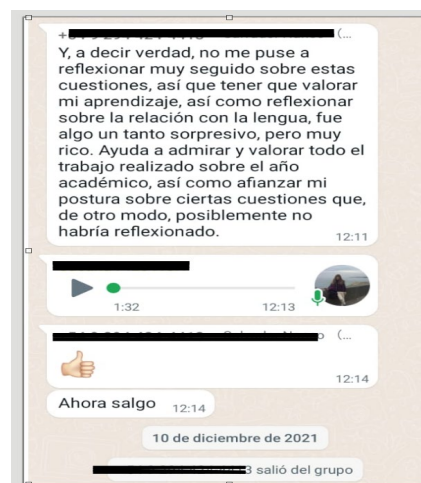 (...
Y, a decir verdad, no me puse a
reflexionar muy seguido sobre estas
cuestiones, así que tener que valorar
mi aprendizaje, así como reflexionar
sobre la relación con la lengua, fue
algo un tanto sorpresivo, pero muy
rico. Ayuda a admirar y valorar todo el
trabajo realizado sobre el año
académico, así como afianzar mi
postura sobre ciertas cuestiones que,
de otro modo, posiblemente no
habría reflexionado.
12:11
1:32 12:13
(...
12:14
Ahora salgo 12:14
10 de diciembre de 2021
3 salió del grupo